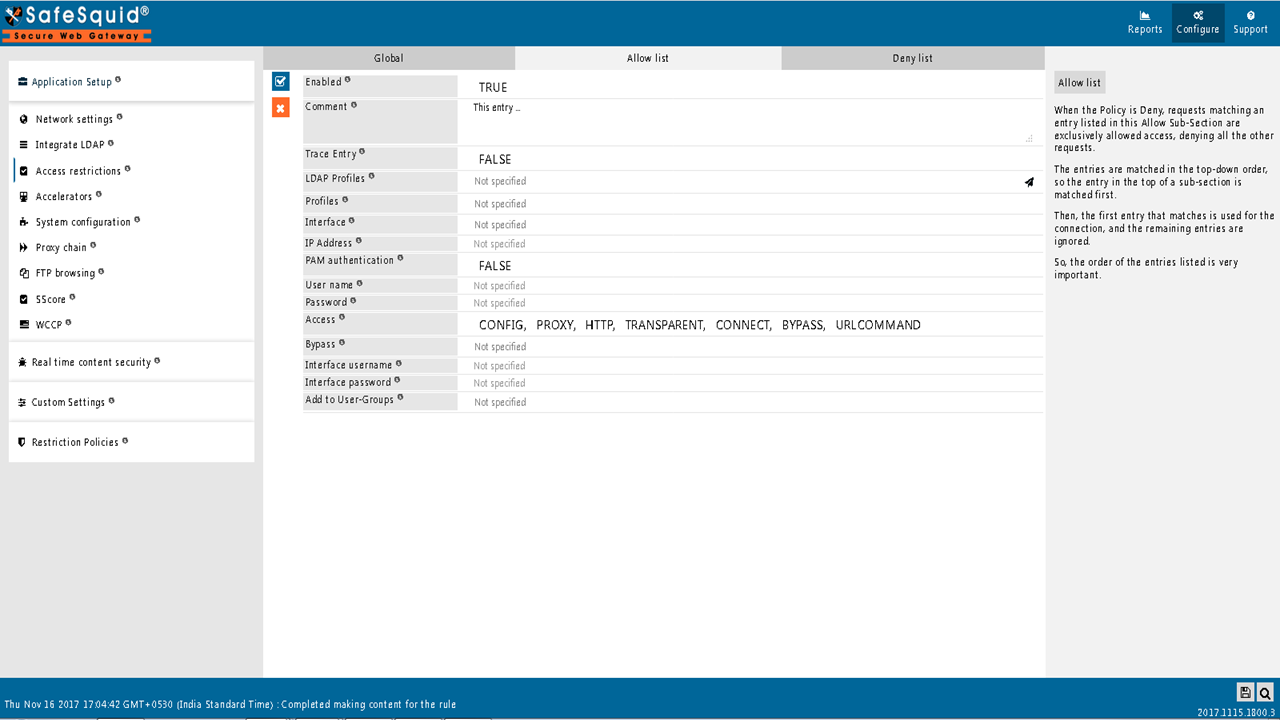 SafeSquid®
Secure Web Gateway
Reports
Configure
Support
Application Setup
Network settings
Integrate LDAP
Access restrictions
Accelerators
System configuration
Proxy chain
FTP browsing
SScore
WCCP
Real time content security
Custom Settings
Restriction Policies
Global
Allow list
Deny list
Enabled TRUE
Comment This entry ...
Trace Entry FALSE
LDAP Profiles Not specified
Profiles Not specified
Interface Not specified
IP Address Not specified
PAM authentication FALSE
User name Not specified
Password Not specified
Access CONFIG, PROXY, HTTP, TRANSPARENT, CONNECT, BYPASS, URLCOMMAND
Bypass Not specified
Interface username Not specified
Interface password Not specified
Add to User-Groups Not specified
Allow list
When the Policy is Deny, requests matching an
entry listed in this Allow Sub-Section are
exclusively allowed access, denying all the other
requests.
The entries are matched in the top-down order,
so the entry in the top of a sub-section is
matched first.
Then, the first entry that matches is used for the
connection, and the remaining entries are
ignored.
So, the order of the entries listed is very
important.
Thu Nov 16 2017 17:04:42 GMT+0530 (India Standard Time) : Completed making content for the rule
2017.1115.1800.3